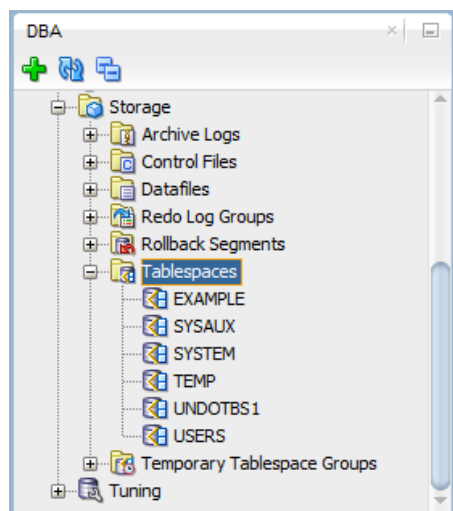 DBA
Storage
Archive Logs
Control Files
Datafiles
Redo Log Groups
Rollback Segments
Tablespaces
EXAMPLE
SYSAUX
SYSTEM
TEMP
UNDOTBS1
USERS
Temporary Tablespace Groups
Tuning